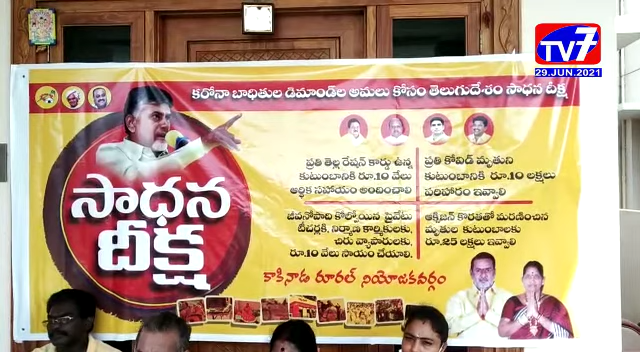 TV7
29.JUN.2021
కరోనా బాధితుల డిమాండ్‌ల అమలు కోసం తెలుగుదేశం సాధన దీక్ష
సాధన
దీక్ష
ప్రతి తెల్ల రేషన్ కార్డు ఉన్న
కుటుంబానికి రూ.10 వేలు
ఆర్థిక సహాయం అందించాలి
ప్రతి కోవిడ్ మృతుని
కుటుంబానికి రూ.10 లక్షలు
పరిహారం ఇవ్వాలి
జీవనోపాధి కోల్పోయిన ప్రైవేటు
టీచర్లకి, నిర్మాణ కార్మికులకు,
చిరు వ్యాపారులకు,
రూ.10 వేలు సాయం చేయాలి.
ఆక్సిజన్ కొరతతో మరణించిన
మృతుల కుటుంబాలకు
రూ.25 లక్షలు ఇవ్వాలి
కాకినాడ రూరల్ నియోజకవర్గం